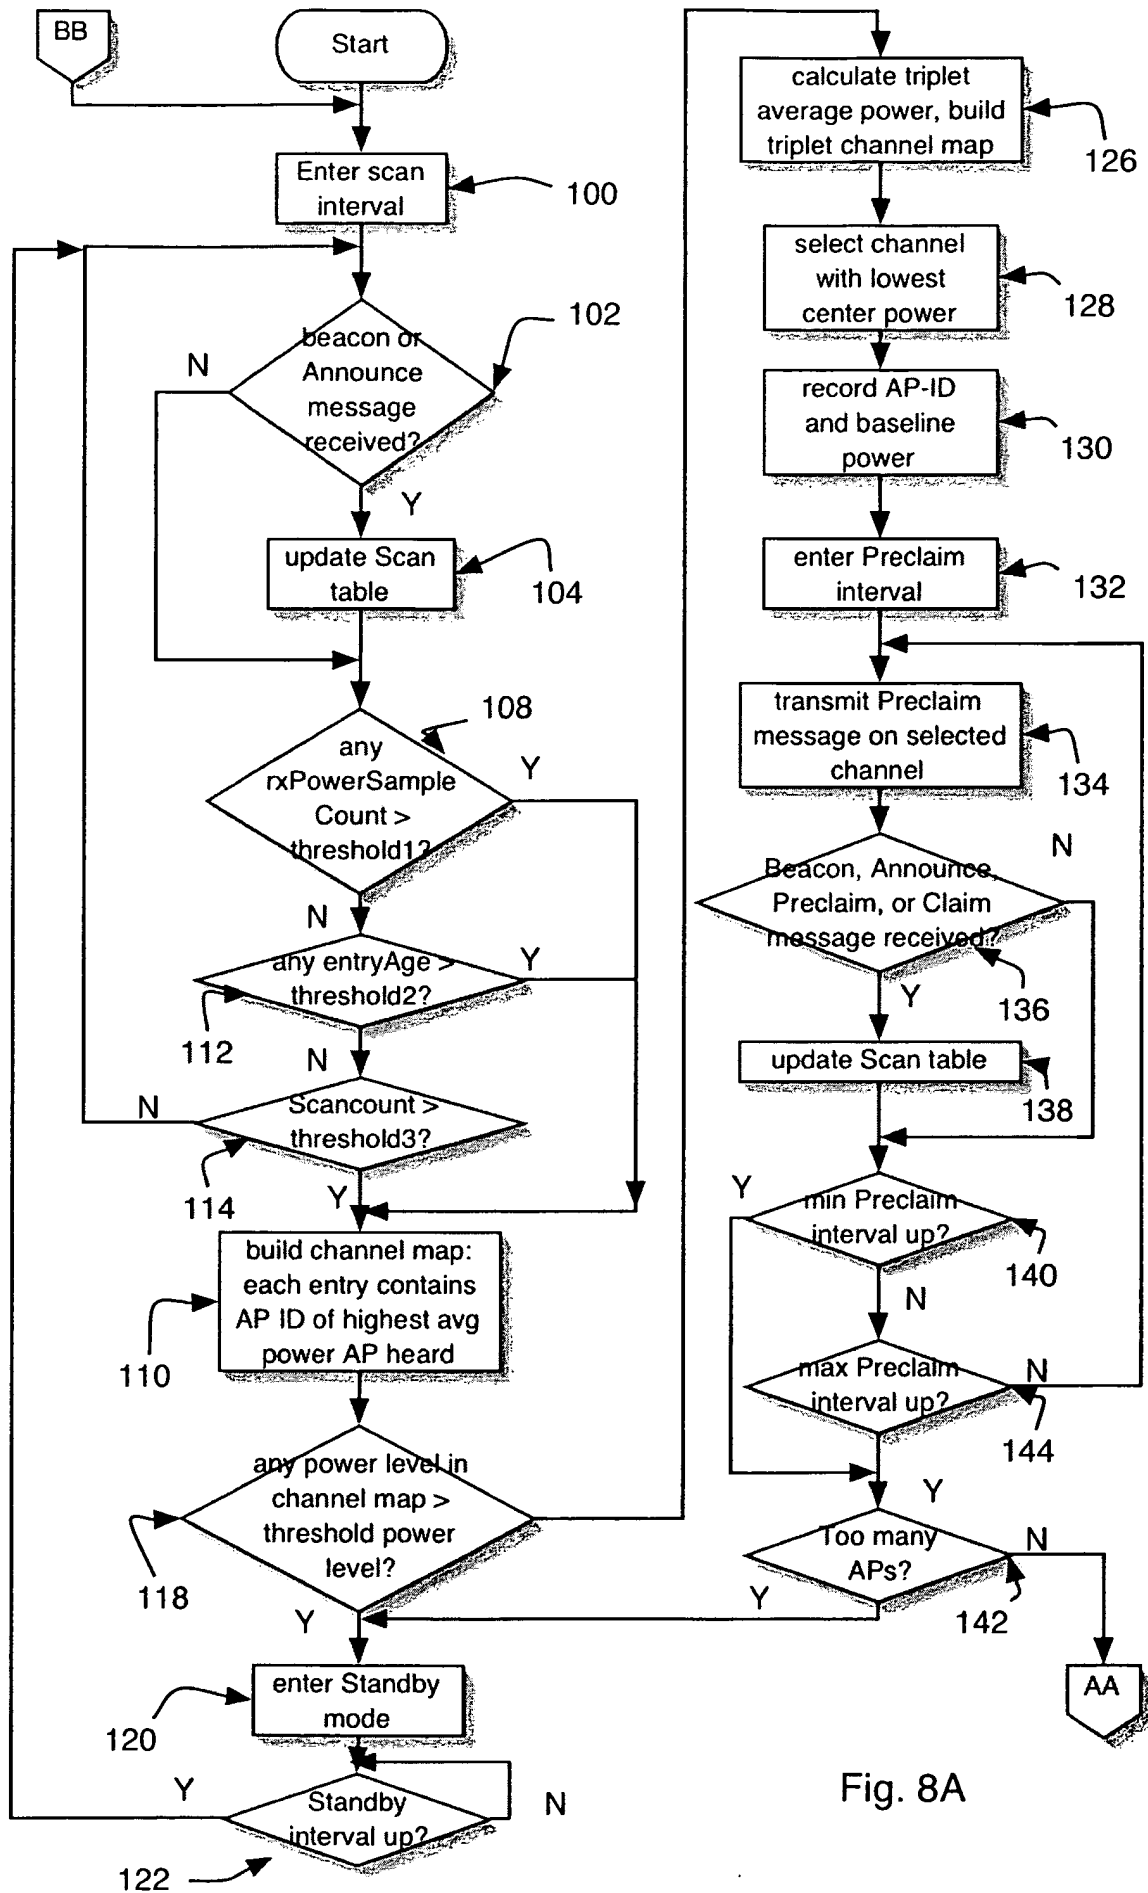 BB
Start
Enter scan
interval
100
beacon or
Announce
message
received?
102
N
Y
update Scan
table
104
any
rxPowerSample
Count >
threshold1?
108
Y
N
any entryAge >
threshold2?
Y
112
N
Scancount >
threshold3?
N
114
Y
build channel map:
each entry contains
AP ID of highest avg
power AP heard
110
any power level in
channel map >
threshold power
level?
118
Y
enter Standby
mode
120
Standby
interval up?
Y
N
122
calculate triplet
average power, build
triplet channel map
126
select channel
with lowest
center power
128
record AP-ID
and baseline
power
130
enter Preclaim
interval
132
transmit Preclaim
message on selected
channel
134
Beacon, Announce,
Preclaim, or Claim
message received?
N
136
Y
update Scan table
138
min Preclaim
interval up?
Y
140
N
max Preclaim
interval up?
N
144
Y
Too many
APs?
N
Y
142
AA
Fig. 8A